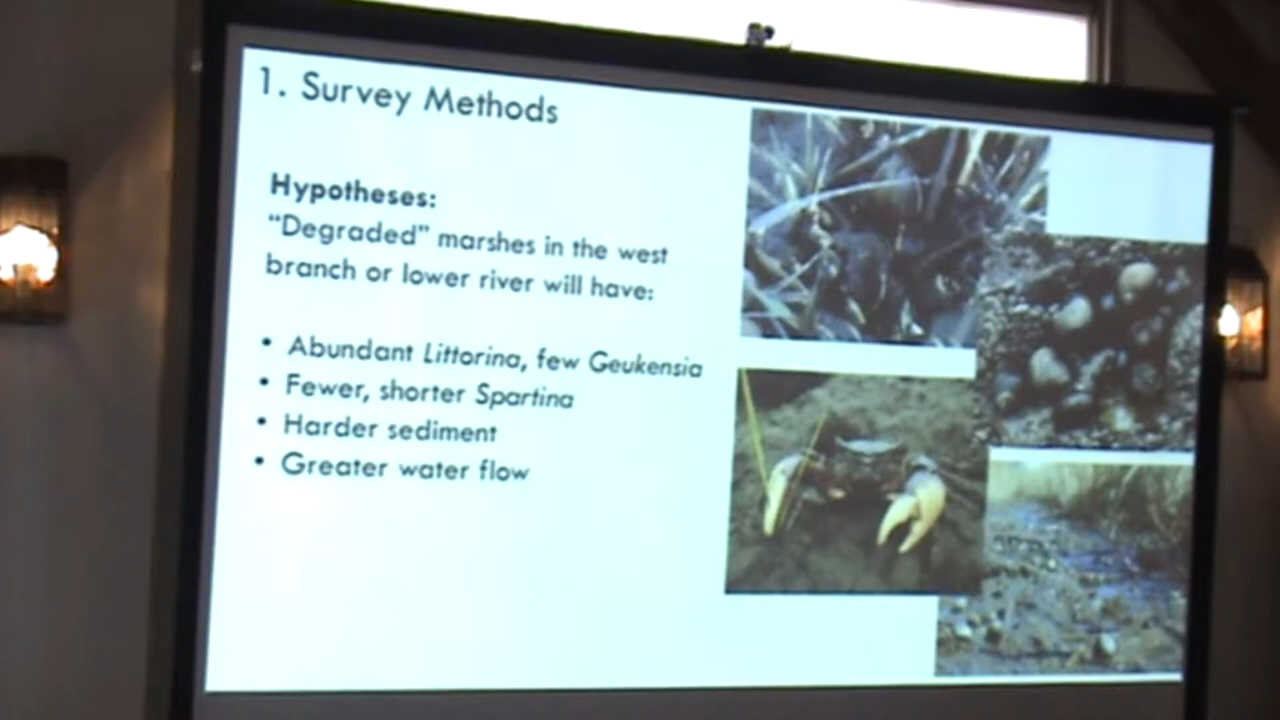 1. Survey Methods
Hypotheses:
"Degraded" marshes in the west
branch or lower river will have:
• Abundant Littorina, few Geukensia
• Fewer, shorter Spartina
• Harder sediment
• Greater water flow